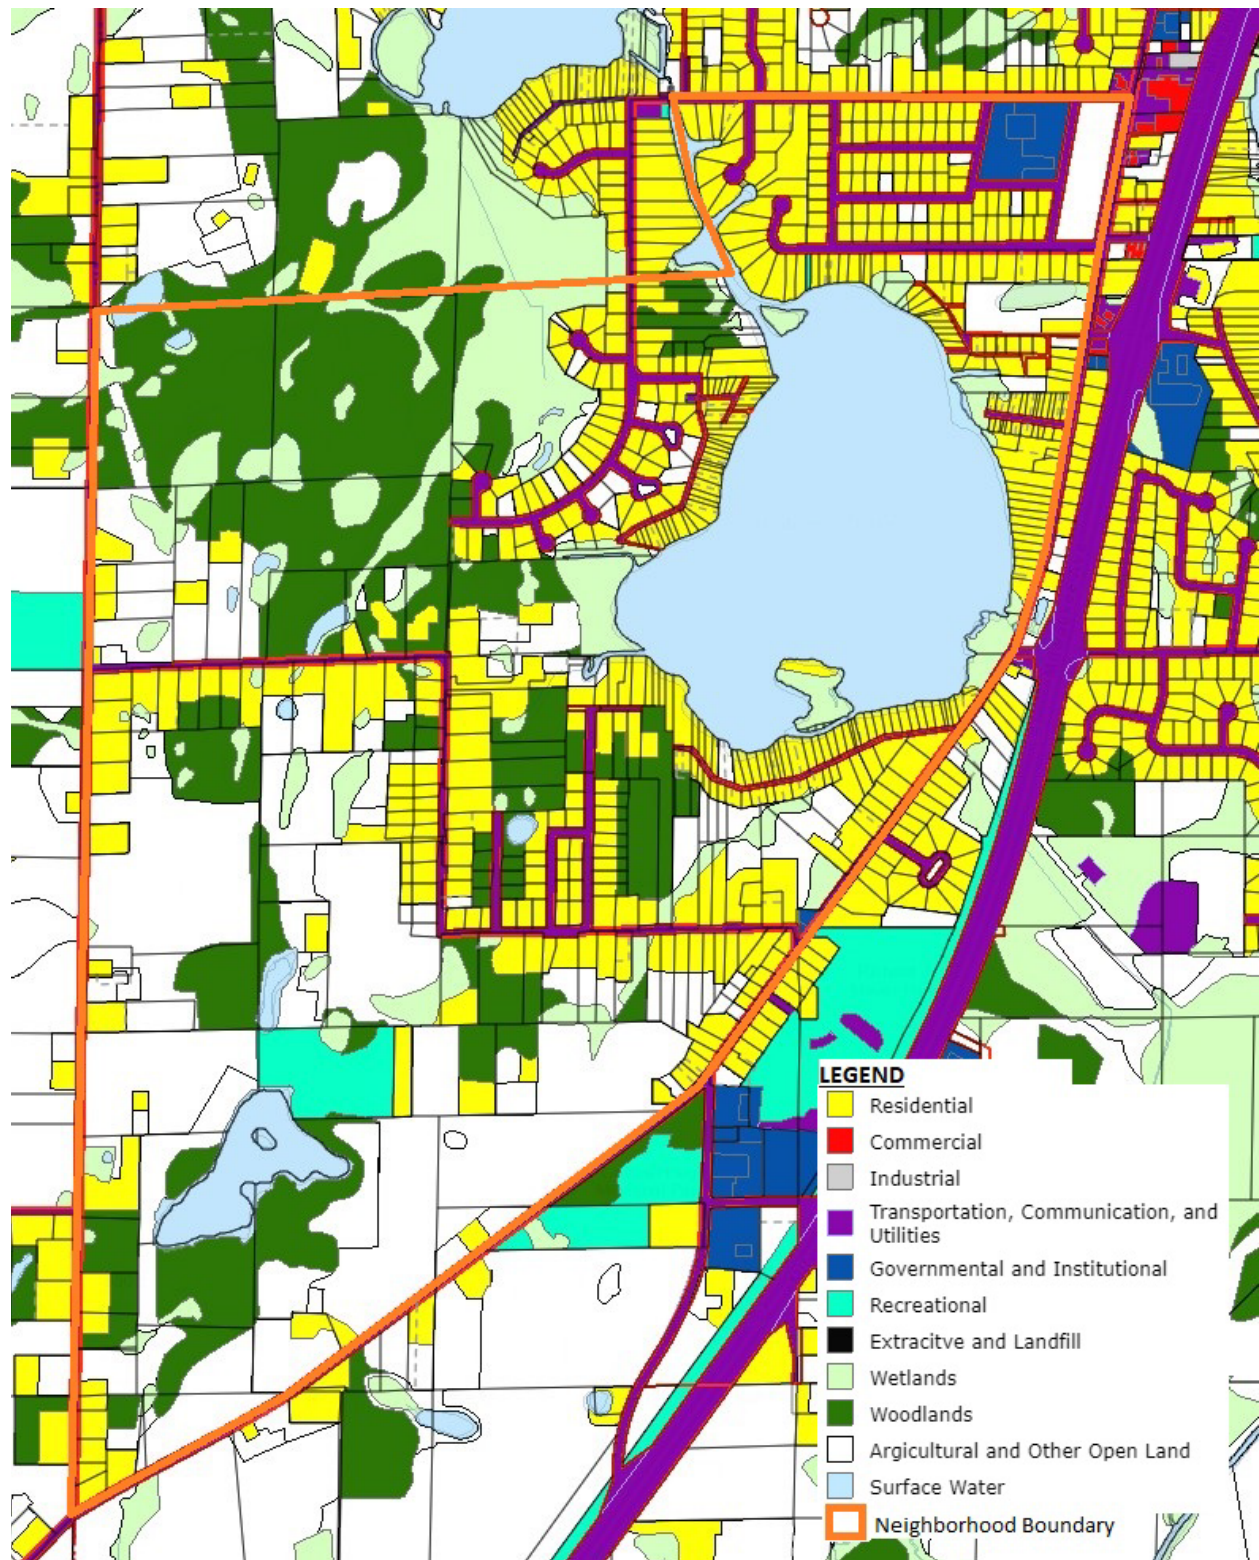 LEGEND
Residential
Commercial
Industrial
Transportation, Communication, and
Utilities
Governmental and Institutional
Recreational
Extracitve and Landfill
Wetlands
Woodlands
Argicultural and Other Open Land
Surface Water
Neighborhood Boundary